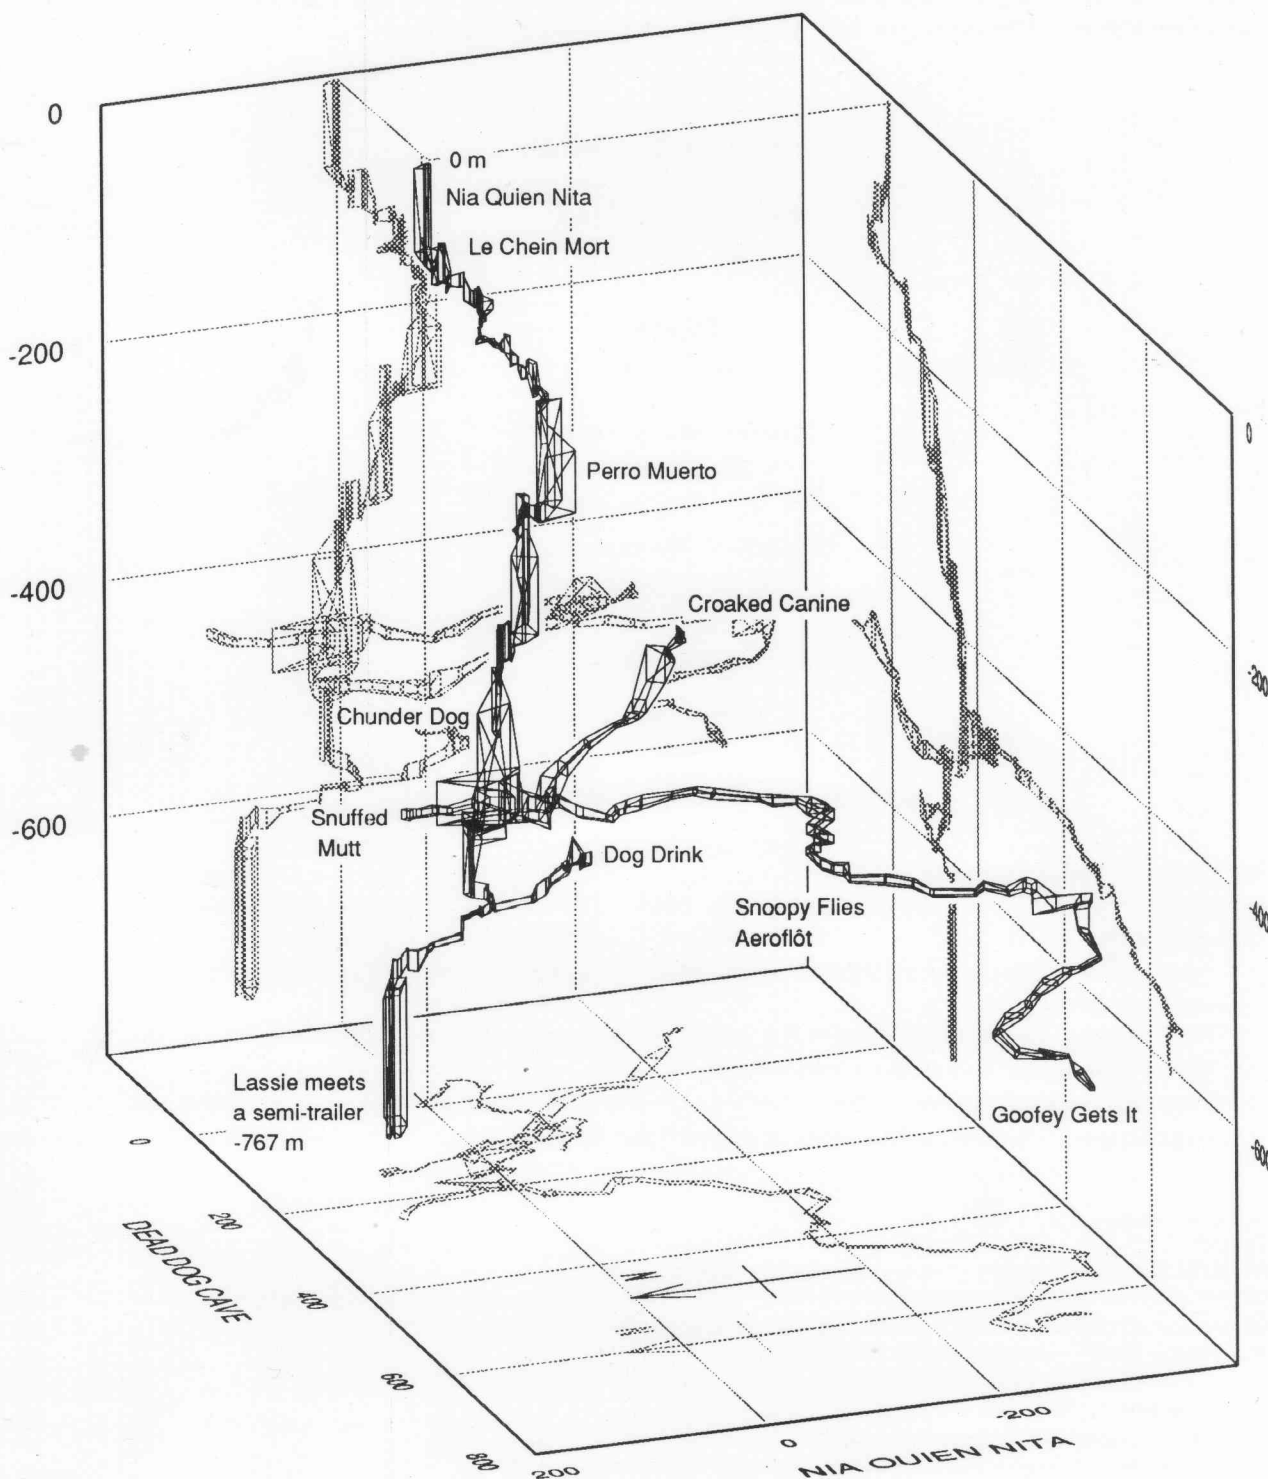 0
0 m
Nia Quien Nita
Le Chein Mort
-200
0
Perro Muerto
-400
Croaked Canine
-200
Chunder Dog
Snuffed
Mutt
-600
Dog Drink
Snoopy Flies
Aeroflôt
-400
Lassie meets
a semi-trailer
-767 m
Goofey Gets It
-600
0
200
DEAD DOG CAVE
N
400
600
800
200
0
-200
NIA QUIEN NITA